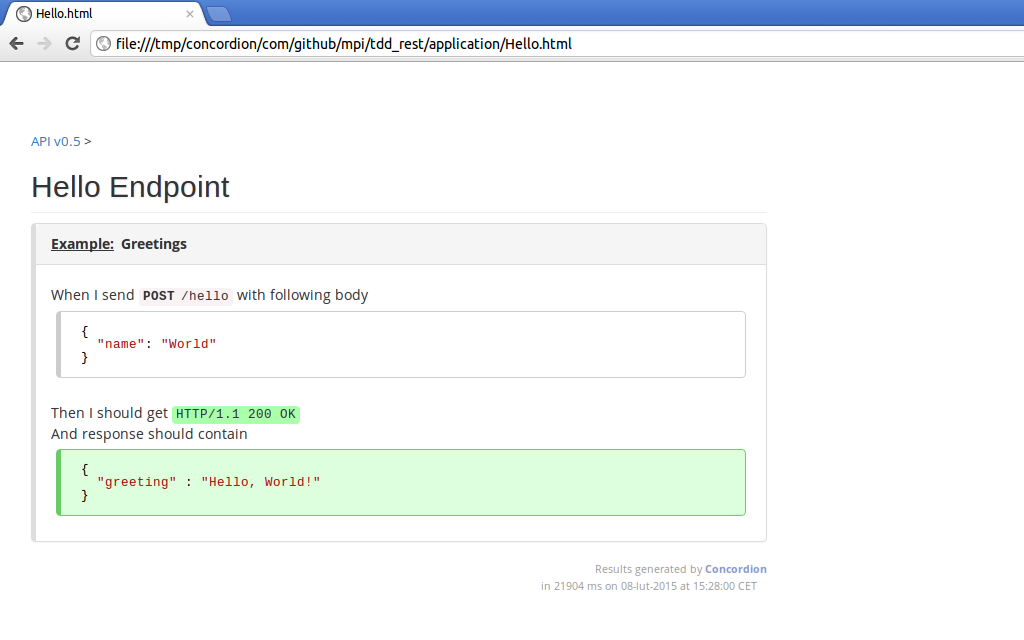 Hello.html
file:///tmp/concordion/com/github/mpi/tdd_rest/application/Hello.html
API v0.5 >
Hello Endpoint
Example: Greetings
When I send POST /hello with following body
{
"name": "World"
}
Then I should get HTTP/1.1 200 OK
And response should contain
{
"greeting" : "Hello, World!"
}
Results generated by Concordion
in 21904 ms on 08-lut-2015 at 15:28:00 CET